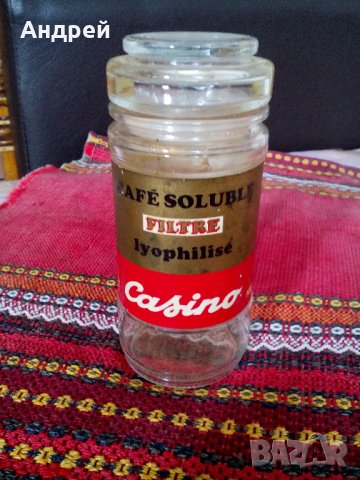 Андрей
CAFÉ SOLUBLE
FILTRE
lyophilisé
Casino
BAZAR